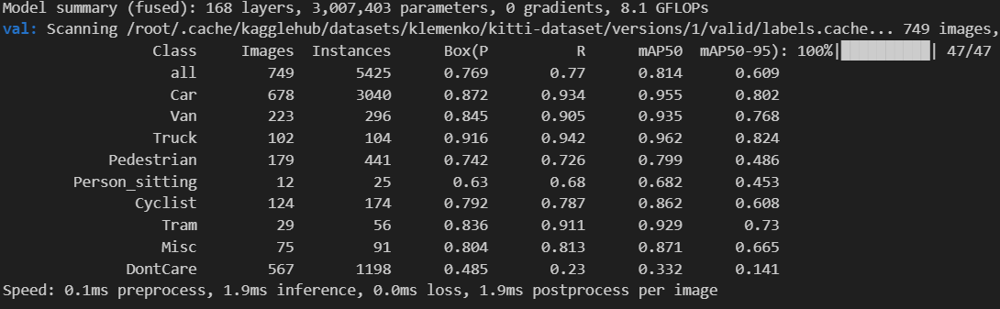 Model summary (fused): 168 layers, 3,007,403 parameters, 0 gradients, 8.1 GFLOPs
val: Scanning /root/.cache/kagglehub/datasets/klemenko/kitti-dataset/versions/1/valid/labels.cache... 749 images,
Class Images Instances Box(P R mAP50 mAP50-95): 100%|██████████| 47/47
all 749 5425 0.769 0.77 0.814 0.609
Car 678 3040 0.872 0.934 0.955 0.802
Van 223 296 0.845 0.905 0.935 0.768
Truck 102 104 0.916 0.942 0.962 0.824
Pedestrian 179 441 0.742 0.726 0.799 0.486
Person_sitting 12 25 0.63 0.68 0.682 0.453
Cyclist 124 174 0.792 0.787 0.862 0.608
Tram 29 56 0.836 0.911 0.929 0.73
Misc 75 91 0.804 0.813 0.871 0.665
DontCare 567 1198 0.485 0.23 0.332 0.141
Speed: 0.1ms preprocess, 1.9ms inference, 0.0ms loss, 1.9ms postprocess per image